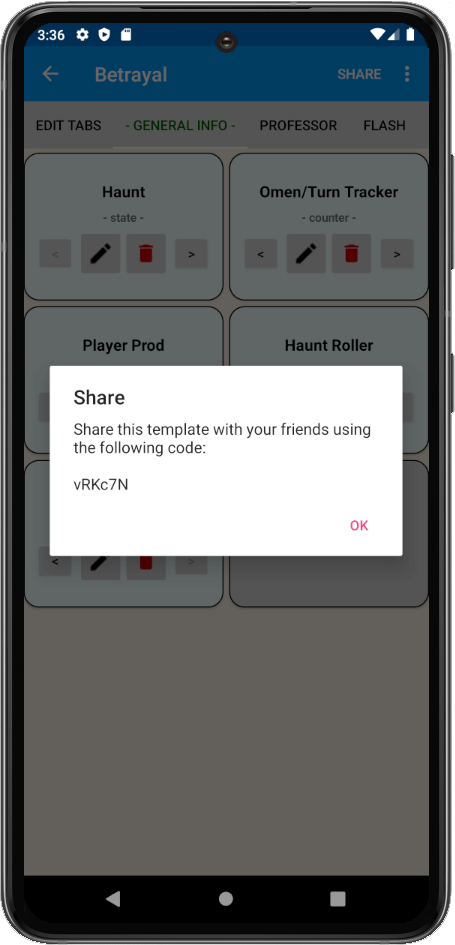 3:36
Betrayal SHARE
EDIT TABS - GENERAL INFO - PROFESSOR FLASH
Haunt Omen/Turn Tracker
- state - - counter -
< > < >
Player Prod Haunt Roller
Share
Share this template with your friends using
the following code:
vRKc7N
OK
< >